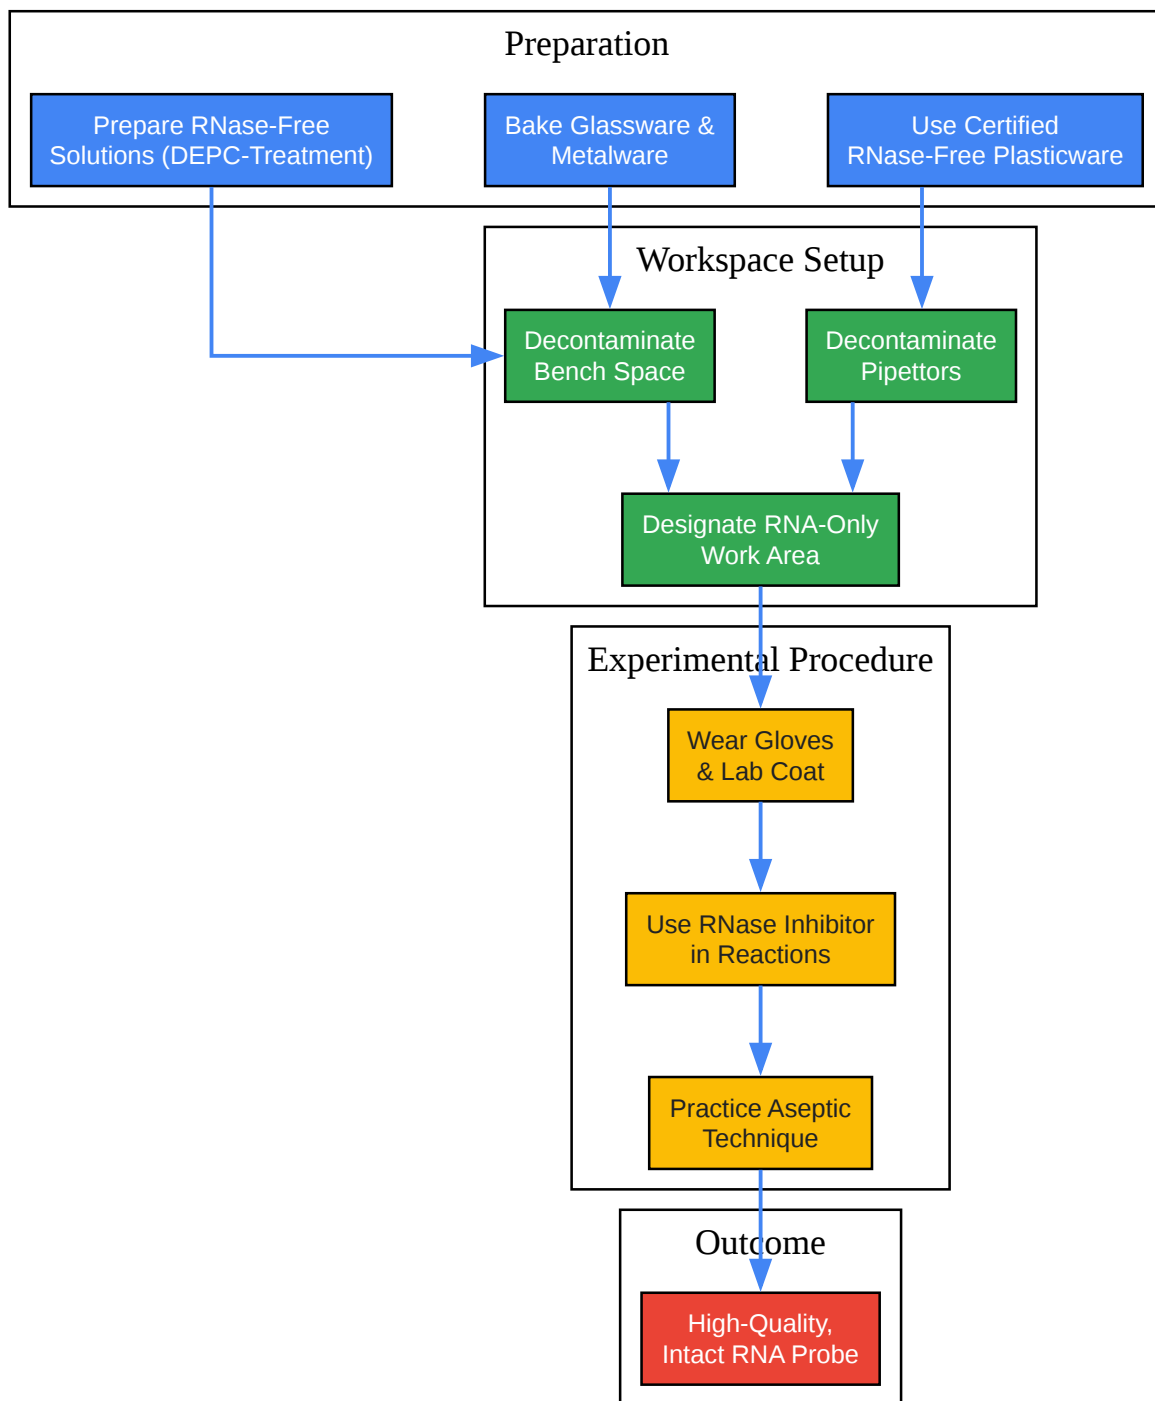 Preparation
Prepare RNase-Free
Solutions (DEPC-Treatment)
Bake Glassware &
Metalware
Use Certified
RNase-Free Plasticware
Workspace Setup
Decontaminate
Bench Space
Decontaminate
Pipettors
Designate RNA-Only
Work Area
Experimental Procedure
Wear Gloves
& Lab Coat
Use RNase Inhibitor
in Reactions
Practice Aseptic
Technique
Outcome
High-Quality,
Intact RNA Probe